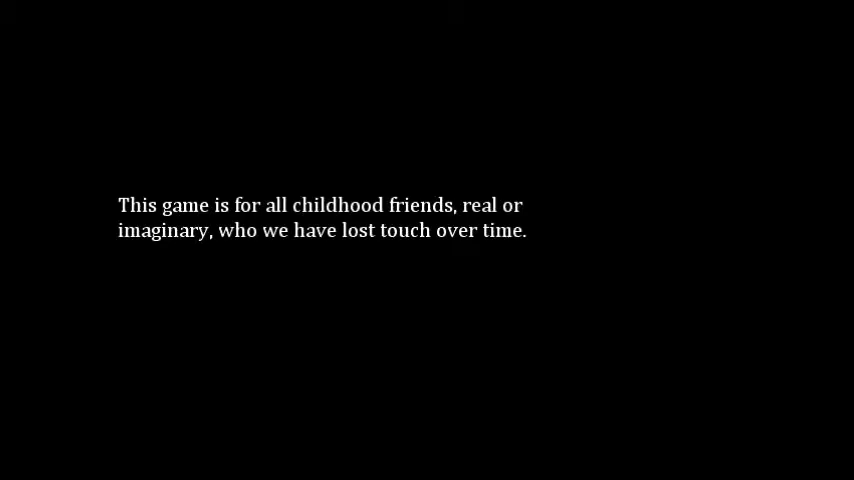 This game is for all childhood friends, real or
imaginary, who we have lost touch over time.